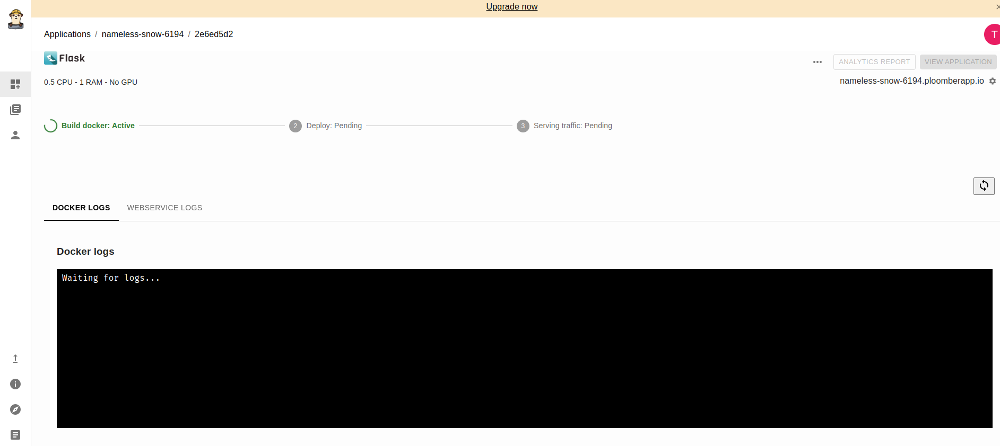 Upgrade now
Applications / nameless-snow-6194 / 2e6ed5d2
T
Flask
ANALYTICS REPORT
VIEW APPLICATION
0.5 CPU - 1 RAM - No GPU
nameless-snow-6194.ploomberapp.io
Build docker: Active
2 Deploy: Pending
3 Serving traffic: Pending
DOCKER LOGS
WEBSERVICE LOGS
Docker logs
Waiting for logs...